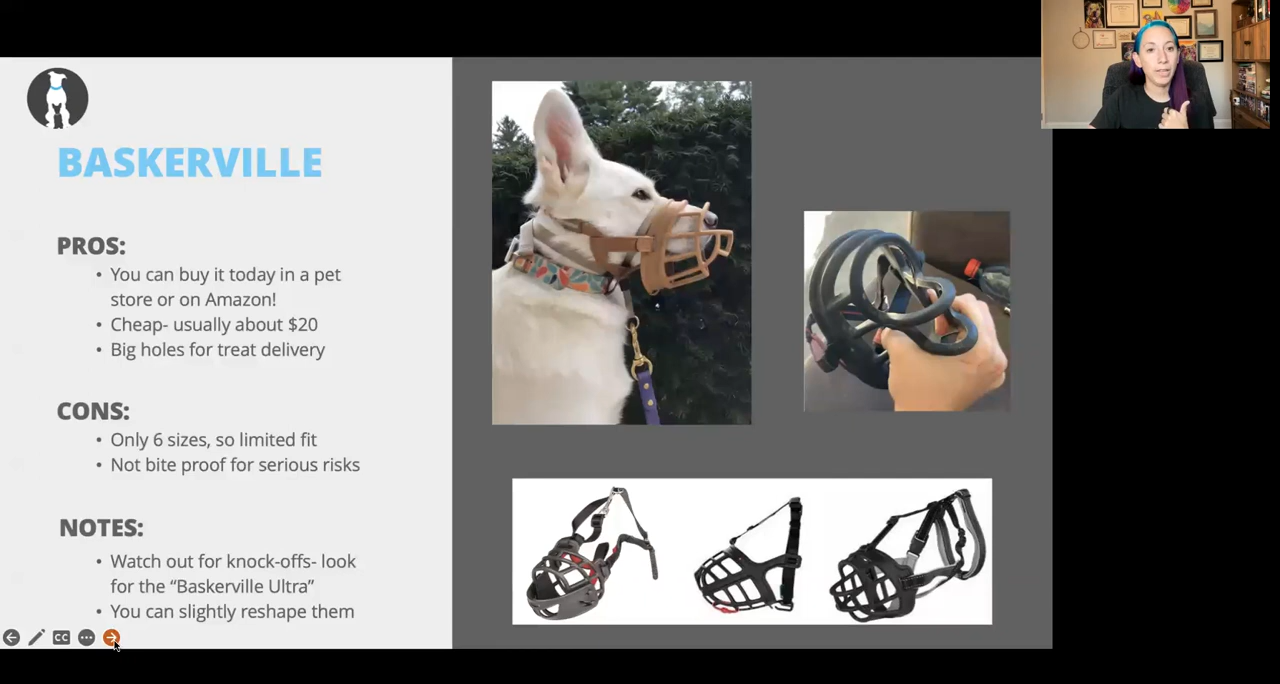 BASKERVILLE
PROS:
• You can buy it today in a pet
store or on Amazon!
• Cheap- usually about $20
• Big holes for treat delivery
CONS:
• Only 6 sizes, so limited fit
• Not bite proof for serious risks
NOTES:
• Watch out for knock-offs- look
for the “Baskerville Ultra”
• You can slightly reshape them
CC